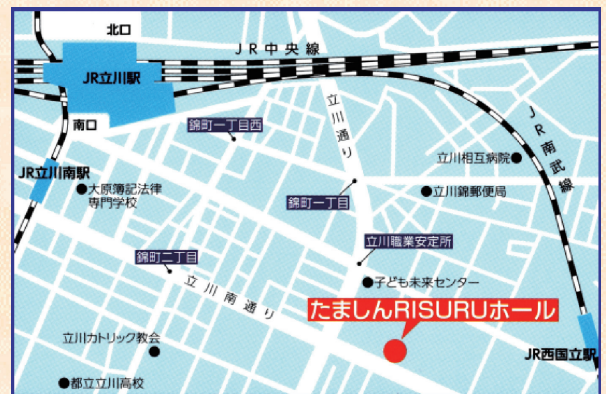 北口
JR中央線
JR立川駅
南口
立川通り
錦町一丁目西
JR南武線
立川相互病院
JR立川南駅
大原簿記法律
専門学校
錦町一丁目
立川錦郵便局
立川職業安定所
錦町二丁目
立川南通り
子ども未来センター
たましんRISURUホール
立川カトリック教会
JR西国立駅
都立立川高校